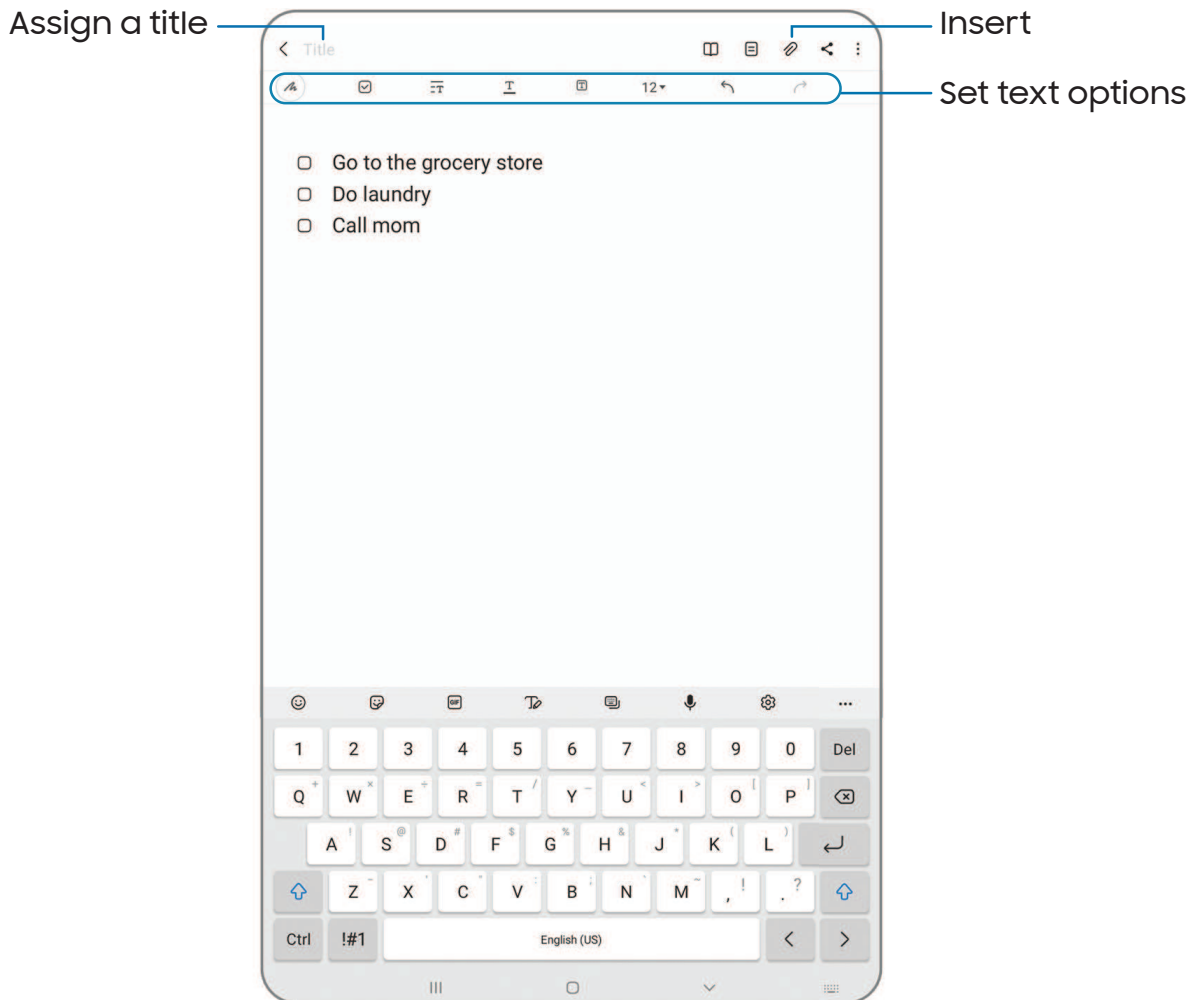 Assign a title
Insert
Title
Set text options
12
Go to the grocery store
Do laundry
Call mom
GIF
1 2 3 4 5 6 7 8 9 0 Del
Q + W × E ÷ R = T / Y _ U < I > O [ P ]
A ! S @ D # F $ G % H & J * K ( L )
Z X C V : B ; N M ~ , ! . ?
Ctrl !#1 English (US) < >